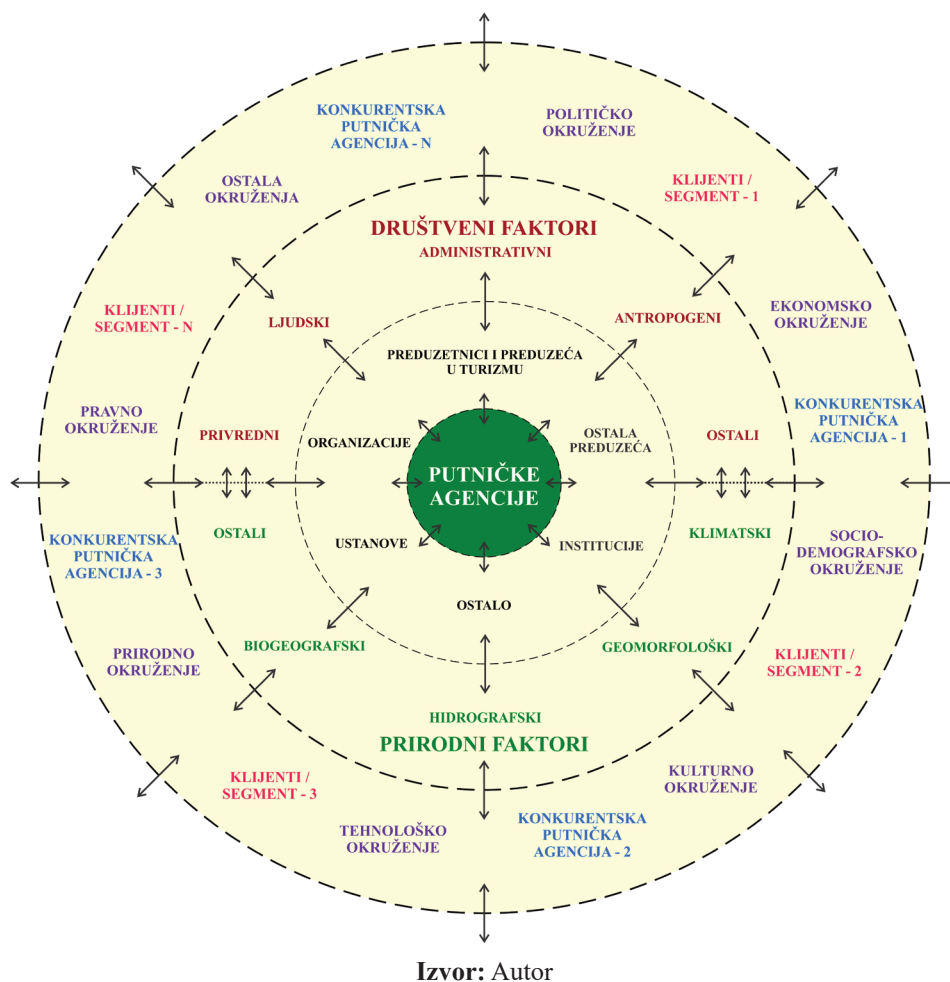 KONKURENTSKA
PUTNIČKA
AGENCIJA - N
POLITIČKO
OKRUŽENJE
OSTALA
OKRUŽENJA
KLIJENTI /
SEGMENT - 1
DRUŠTVENI FAKTORI
ADMINISTRATIVNI
KLIJENTI /
SEGMENT - N
LJUDSKI
ANTROPOGENI
EKONOMSKO
OKRUŽENJE
PREDUZETNICI I PREDUZEĆA
U TURIZMU
PRAVNO
OKRUŽENJE
PRIVREDNI
ORGANIZACIJE
OSTALA
PREDUZEĆA
OSTALI
KONKURENTSKA
PUTNIČKA
AGENCIJA - 1
PUTNIČKE
AGENCIJE
KONKURENTSKA
PUTNIČKA
AGENCIJA - 3
OSTALI
USTANOVE
INSTITUCIJE
KLIMATSKI
SOCIO-
DEMOGRAFSKO
OKRUŽENJE
OSTALO
PRIRODNO
OKRUŽENJE
BIOGEOGRAFSKI
GEOMORFOLOŠKI
KLIJENTI /
SEGMENT - 2
HIDROGRAFSKI
PRIRODNI FAKTORI
KLIJENTI /
SEGMENT - 3
KULTURNO
OKRUŽENJE
TEHNOLOŠKO
OKRUŽENJE
KONKURENTSKA
PUTNIČKA
AGENCIJA - 2
Izvor: Autor